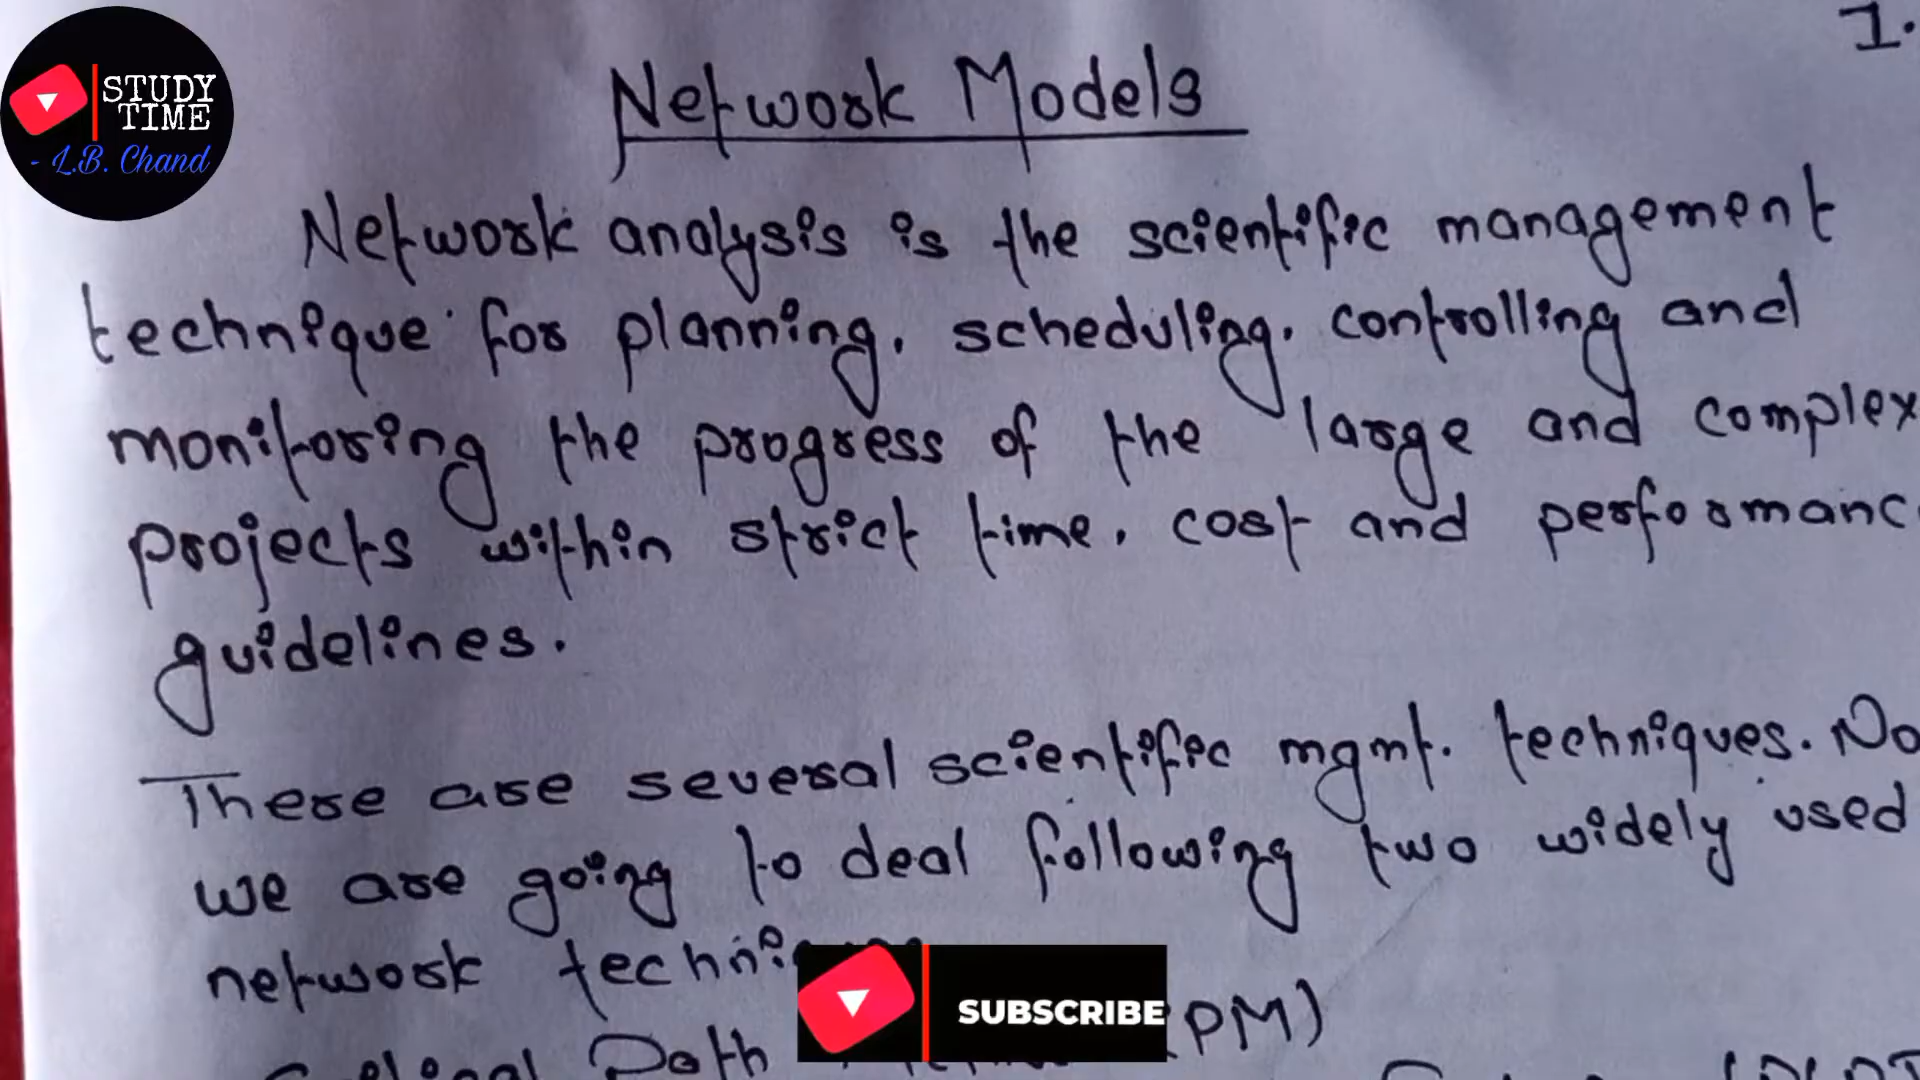 1.
STUDY
TIME
- L.B. Chand
Network Models
Network analysis is the scientific management
technique for planning, scheduling, controlling and
monitoring the progress of the large and complex
projects within strict time, cost and performanc
guidelines.
There are several scientific mgmt. techniques. No
we are going to deal following two widely used
network
SUBSCRIBE
PM)
Path